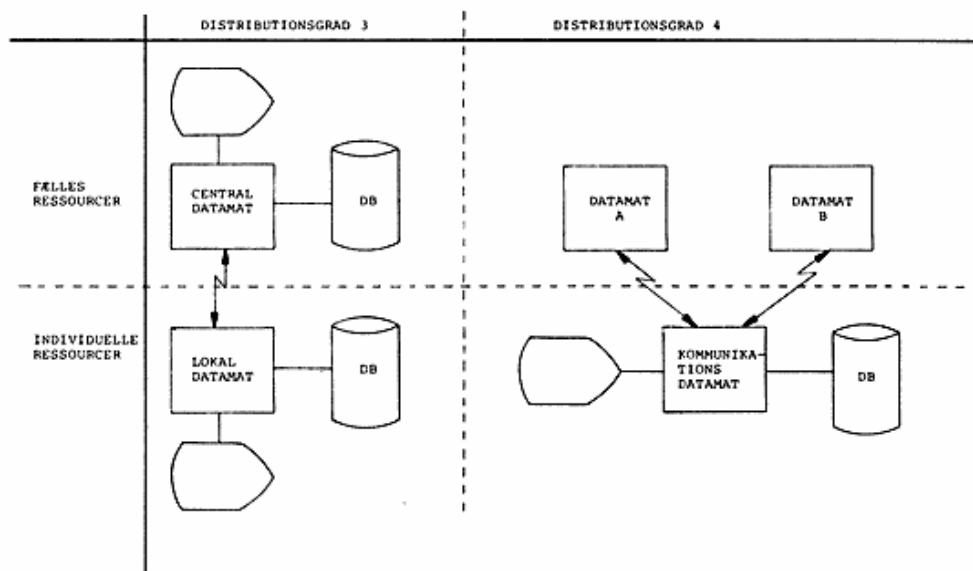 DISTRIBUTIONSGRAD 3
DISTRIBUTIONSGRAD 4
FÆLLES
RESSOURCER
CENTRAL
DATAMAT
DB
DATAMAT
A
DATAMAT
B
INDIVIDUELLE
RESSOURCER
LOKAL
DATAMAT
DB
KOMMUNIKA-
TIONS
DATAMAT
DB